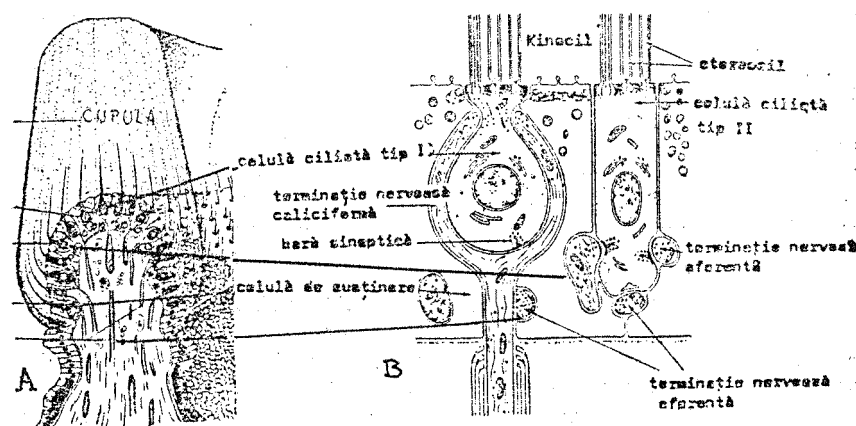 CUPULA
A
celulă ciliată tip I
terminație nervoasă
caliciformă
bară sinaptică
celulă de susținere
B
Kinocil
stereocil
celulă ciliată
tip II
terminație nervoasă
aferentă
terminație nervoasă
eferentă